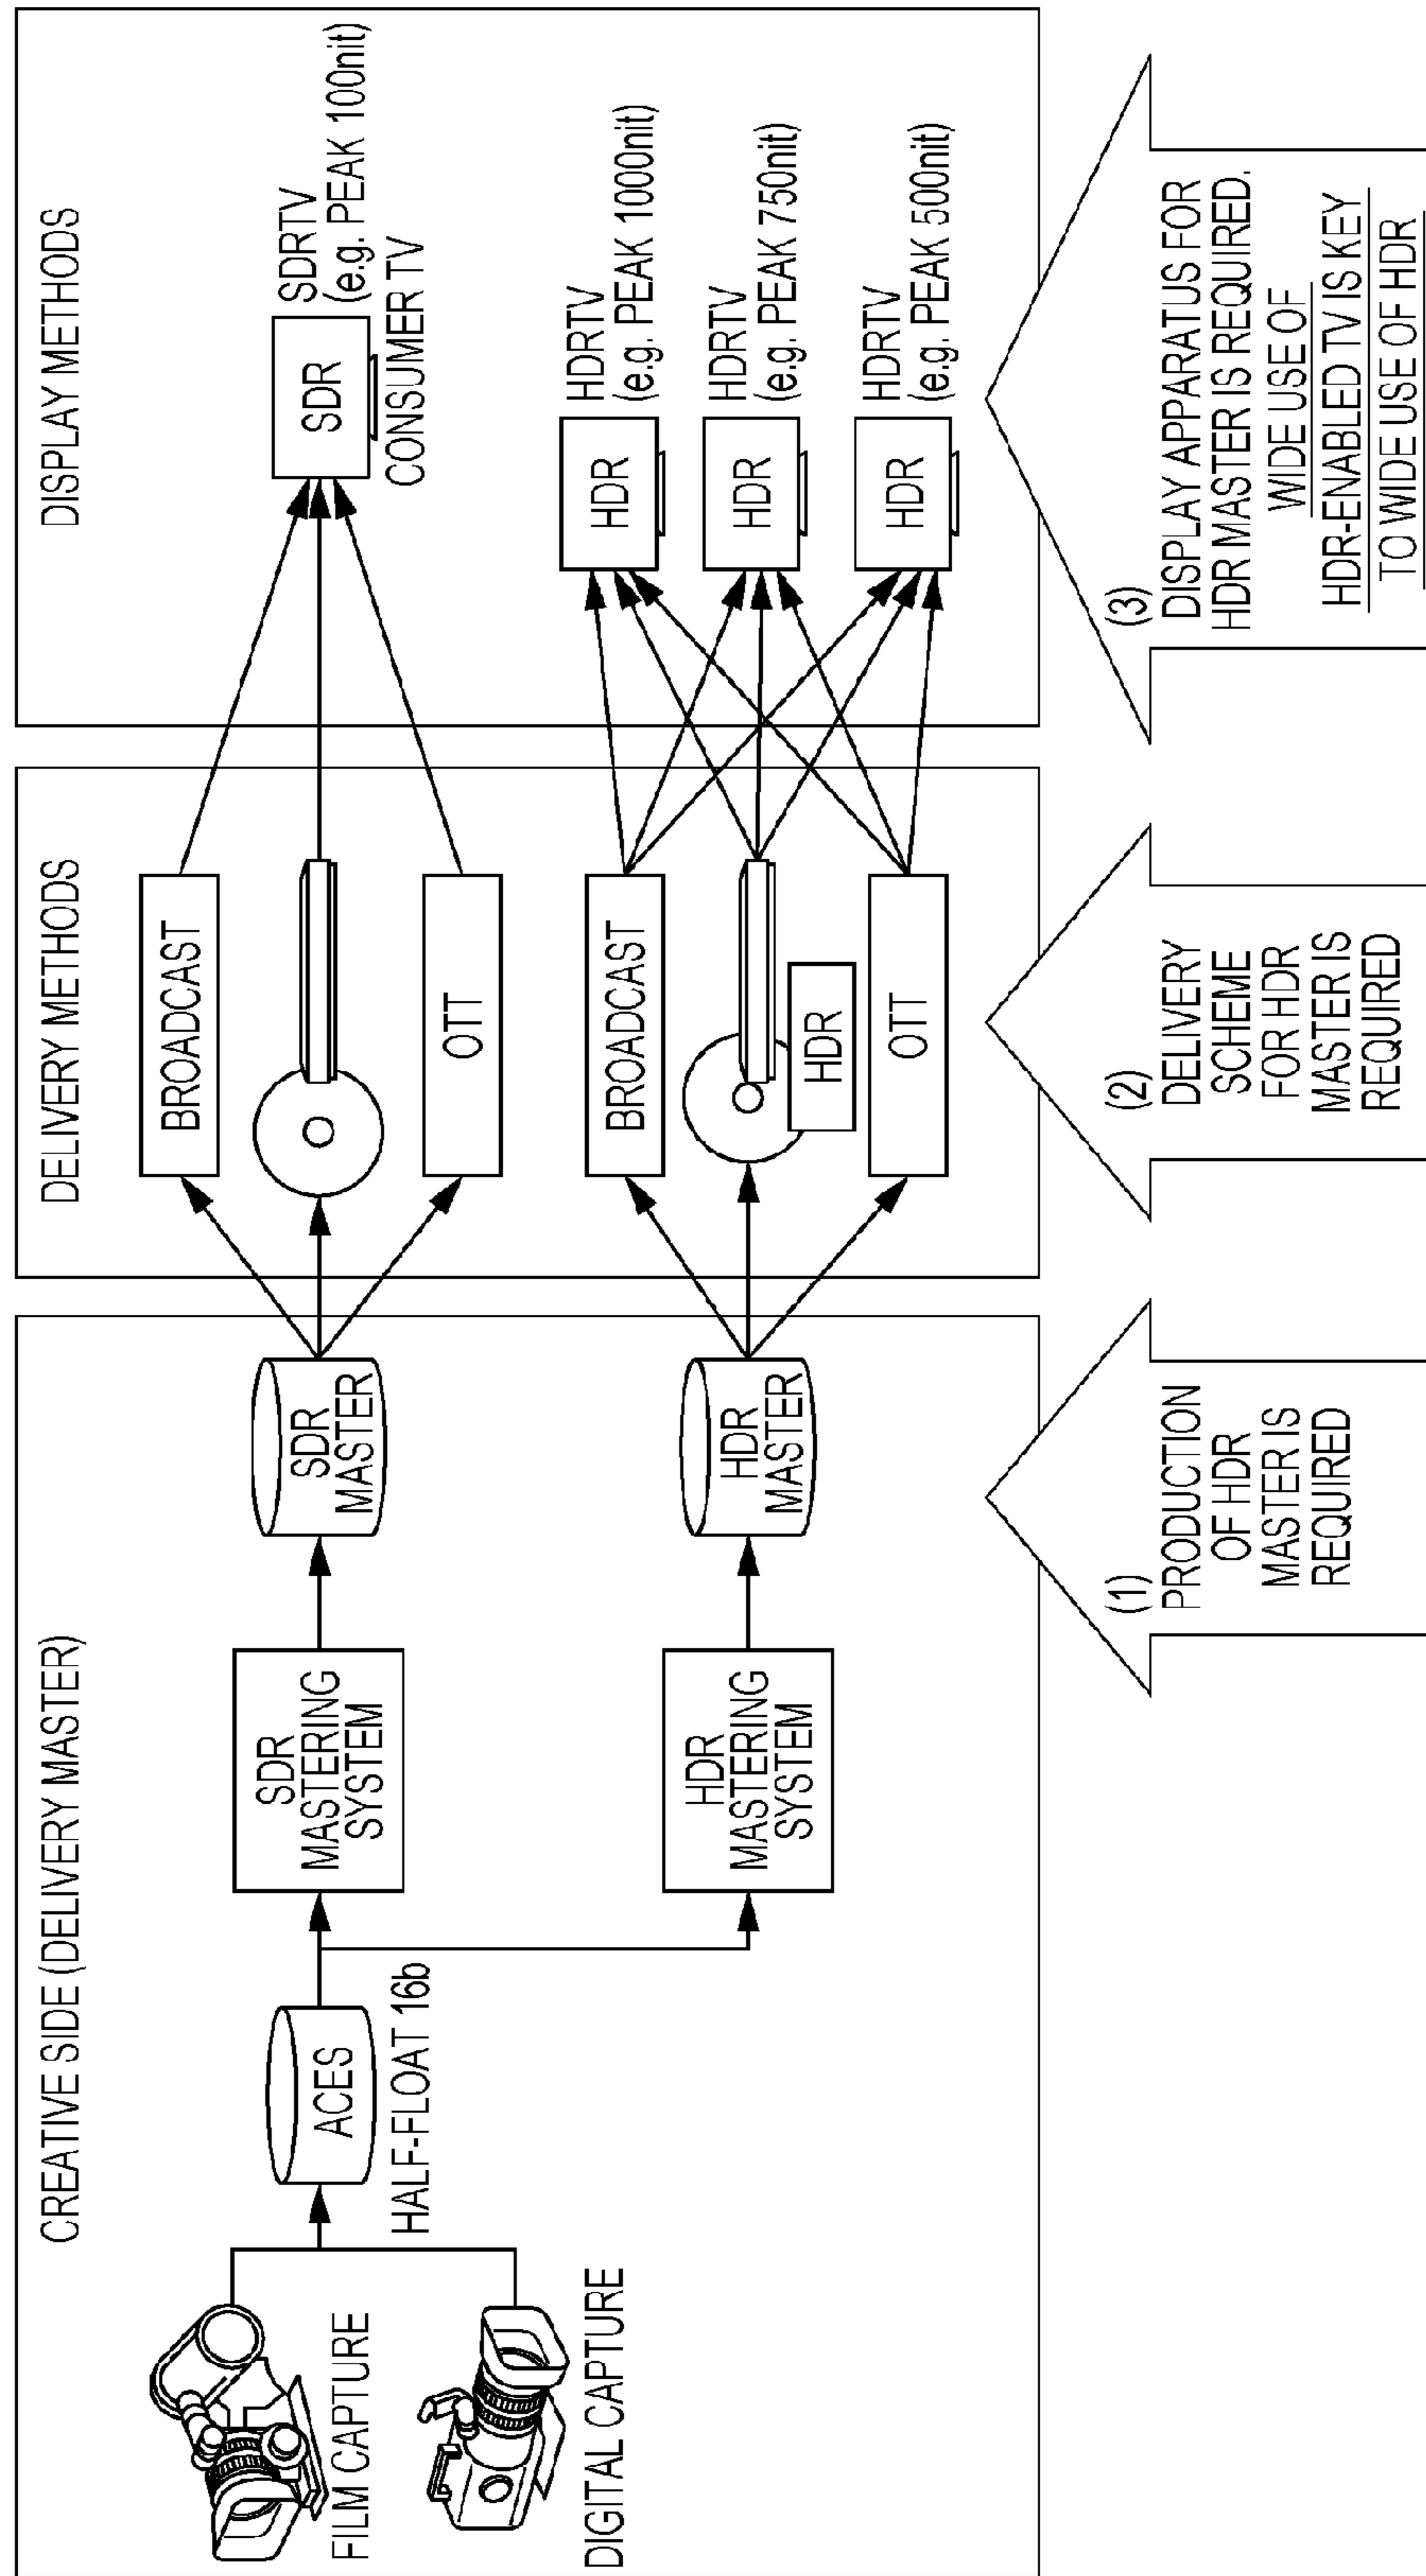 CREATIVE SIDE (DELIVERY MASTER)
FILM CAPTURE
DIGITAL CAPTURE
ACES
HALF-FLOAT 16b
SDR
MASTERING
SYSTEM
SDR
MASTER
HDR
MASTERING
SYSTEM
HDR
MASTER
DELIVERY METHODS
BROADCAST
OTT
BROADCAST
HDR
OTT
DISPLAY METHODS
SDR
SDRTV
(e.g. PEAK 100nit)
CONSUMER TV
HDR
HDRTV
(e.g. PEAK 1000nit)
HDR
HDRTV
(e.g. PEAK 750nit)
HDR
HDRTV
(e.g. PEAK 500nit)
(1)
PRODUCTION
OF HDR
MASTER IS
REQUIRED
(2)
DELIVERY
SCHEME
FOR HDR
MASTER IS
REQUIRED
(3)
DISPLAY APPARATUS FOR
HDR MASTER IS REQUIRED.
WIDE USE OF
HDR-ENABLED TV IS KEY
TO WIDE USE OF HDR